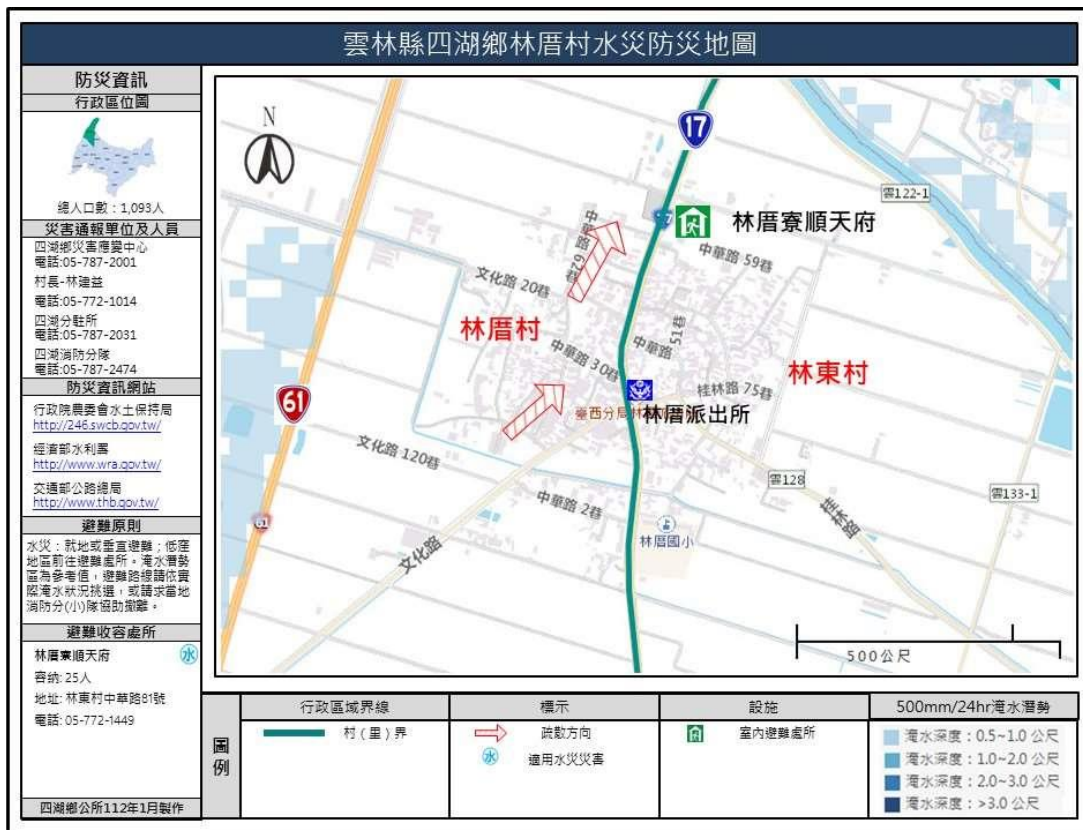 雲林縣四湖鄉林厝村水災防災地圖
防災資訊
行政區位圖
總人口數：1,093人
災害通報單位及人員
四湖鄉災害應變中心
電話:05-787-2001
村長-林建益
電話:05-772-1014
四湖分駐所
電話:05-787-2031
四湖消防分隊
電話:05-787-2474
防災資訊網站
行政院農委會水土保持局
http://246.swcb.gov.tw/
經濟部水利署
http://www.wra.gov.tw/
交通部公路總局
http://www.thb.gov.tw/
避難原則
水災：就地或垂直避難；低窪
地區前往避難處所。淹水潛勢
區為參考值，避難路線請依實
際淹水狀況挑選，或請求當地
消防分(小)隊協助撤離。
避難收容處所
林厝寮順天府
水
容納: 25人
地址: 林東村中華路81號
電話: 05-772-1449
四湖鄉公所112年1月製作
N
17
雲122-1
17
林厝寮順天府
中華路 62巷
中華路 59巷
文化路 20巷
林厝村
中華路 51巷
中華路 30巷
林東村
桂林路 75巷
61
臺西分局林
林厝派出所
文化路 120巷
雲128
中華路 2巷
雲133-1
桂林路
61
林厝國小
文化路
500公尺
圖例
行政區域界線
村（里）界
標示
疏散方向
水
適用水災災害
設施
室內避難處所
500mm/24hr淹水潛勢
淹水深度：0.5~1.0 公尺
淹水深度：1.0~2.0 公尺
淹水深度：2.0~3.0 公尺
淹水深度：>3.0 公尺